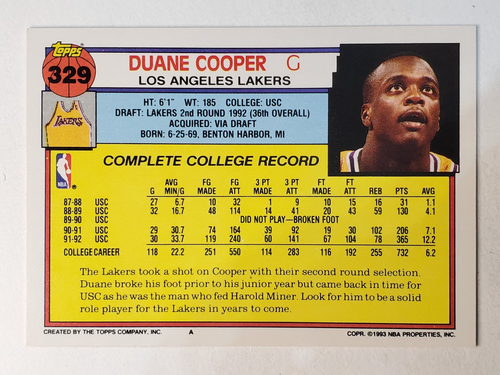 Topps
329
DUANE COOPER G
LOS ANGELES LAKERS
LAKERS
HT: 6'1" WT: 185 COLLEGE: USC
DRAFT: LAKERS 2nd ROUND 1992 (36th OVERALL)
ACQUIRED: VIA DRAFT
BORN: 6-25-69, BENTON HARBOR, MI
NBA ®
COMPLETE COLLEGE RECORD
G AVG MIN/G FG MADE FG ATT 3 PT MADE 3 PT ATT FT MADE FT ATT REB PTS AVG
87-88 USC 27 6.7 10 32 1 9 10 15 16 31 1.1
88-89 USC 32 16.7 48 114 14 41 20 43 59 130 4.1
89-90 USC DID NOT PLAY—BROKEN FOOT
90-91 USC 29 30.7 74 164 39 92 19 30 102 206 7.1
91-92 USC 30 33.7 119 240 60 141 67 104 78 365 12.2
COLLEGE CAREER 118 22.2 251 550 114 283 116 192 255 732 6.2
The Lakers took a shot on Cooper with their second round selection.
Duane broke his foot prior to his junior year but came back in time for
USC as he was the man who fed Harold Miner. Look for him to be a solid
role player for the Lakers in years to come.
CREATED BY THE TOPPS COMPANY, INC. A COPR. ©1993 NBA PROPERTIES, INC.